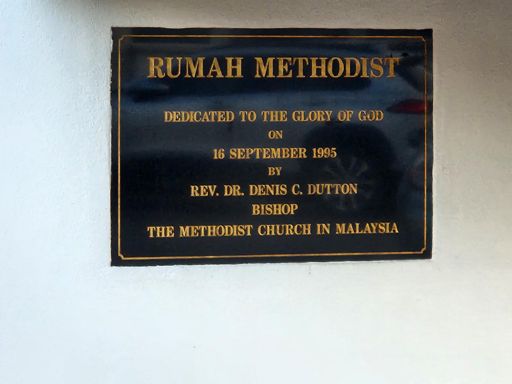 RUMAH METHODIST
DEDICATED TO THE GLORY OF GOD
ON
16 SEPTEMBER 1995
BY
REV. DR. DENIS C. DUTTON
BISHOP
THE METHODIST CHURCH IN MALAYSIA